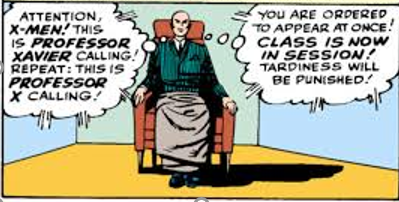 ATTENTION,
X-MEN! THIS
IS PROFESSOR
XAVIER CALLING!
REPEAT: THIS IS
PROFESSOR
X CALLING!
YOU ARE ORDERED
TO APPEAR AT ONCE!
CLASS IS NOW
IN SESSION!
TARDINESS WILL
BE PUNISHED!